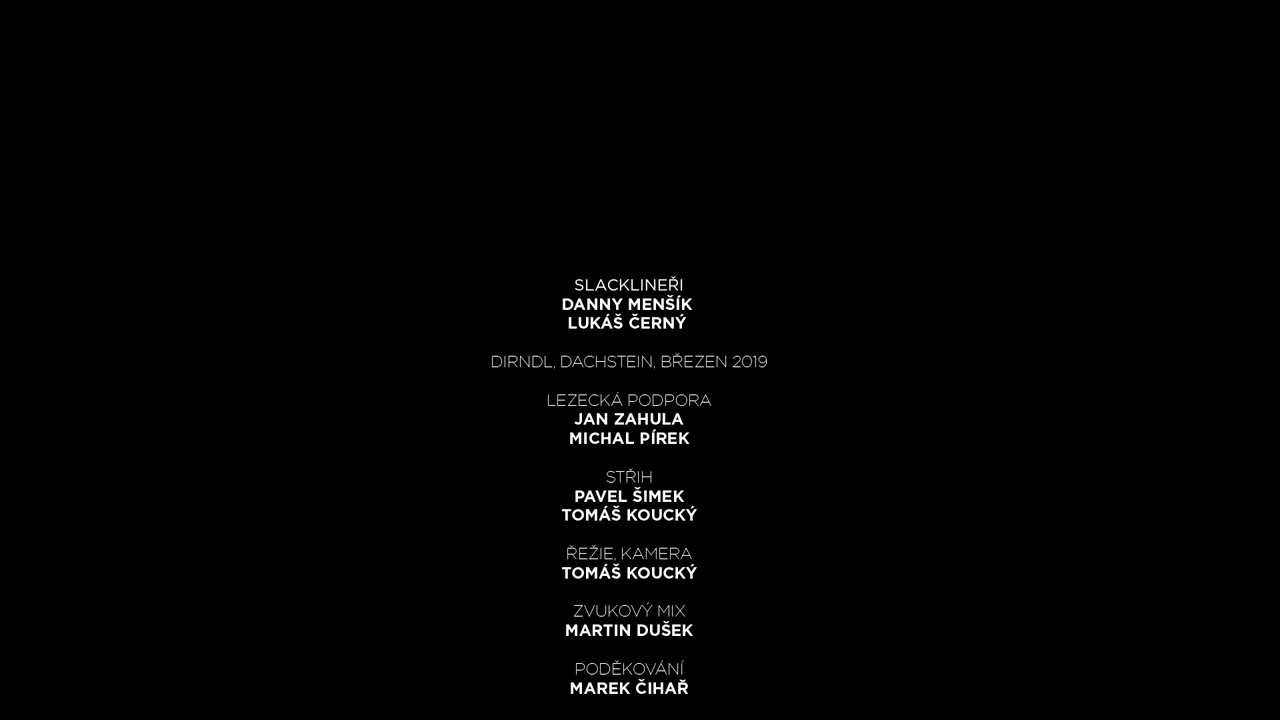 SLACKLINEŘI
DANNY MENŠÍK
LUKÁŠ ČERNÝ
DIRNDL, DACHSTEIN, BŘEZEN 2019
LEZECKÁ PODPORA
JAN ZAHULA
MICHAL PÍREK
STŘIH
PAVEL ŠIMEK
TOMÁŠ KOUCKÝ
ŘEŽIE, KAMERA
TOMÁŠ KOUCKÝ
ZVUKOVÝ MIX
MARTIN DUŠEK
PODĚKOVÁNÍ
MAREK ČIHAŘ